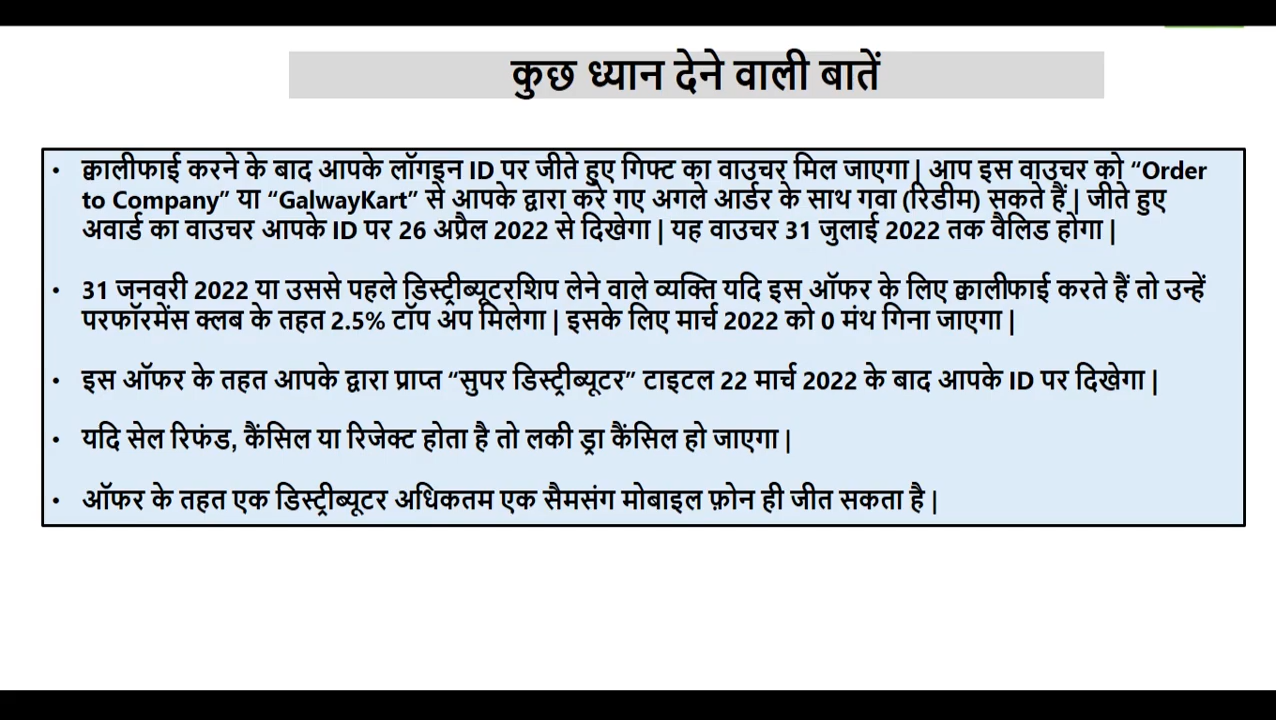 कुछ ध्यान देने वाली बातें
• क्वालीफाई करने के बाद आपके लॉगइन ID पर जीते हुए गिफ्ट का वाउचर मिल जाएगा | आप इस वाउचर को “Order
to Company” या “GalwayKart” से आपके द्वारा करे गए अगले आर्डर के साथ गवा (रिडीम) सकते हैं | जीते हुए
अवार्ड का वाउचर आपके ID पर 26 अप्रैल 2022 से दिखेगा | यह वाउचर 31 जुलाई 2022 तक वैलिड होगा |
• 31 जनवरी 2022 या उससे पहले डिस्ट्रीब्यूटरशिप लेने वाले व्यक्ति यदि इस ऑफर के लिए क्वालीफाई करते हैं तो उन्हें
परफॉरमेंस क्लब के तहत 2.5% टॉप अप मिलेगा | इसके लिए मार्च 2022 को 0 मंथ गिना जाएगा |
• इस ऑफर के तहत आपके द्वारा प्राप्त “सुपर डिस्ट्रीब्यूटर” टाइटल 22 मार्च 2022 के बाद आपके ID पर दिखेगा |
• यदि सेल रिफंड, कैंसिल या रिजेक्ट होता है तो लकी ड्रा कैंसिल हो जाएगा |
• ऑफर के तहत एक डिस्ट्रीब्यूटर अधिकतम एक सैमसंग मोबाइल फ़ोन ही जीत सकता है |